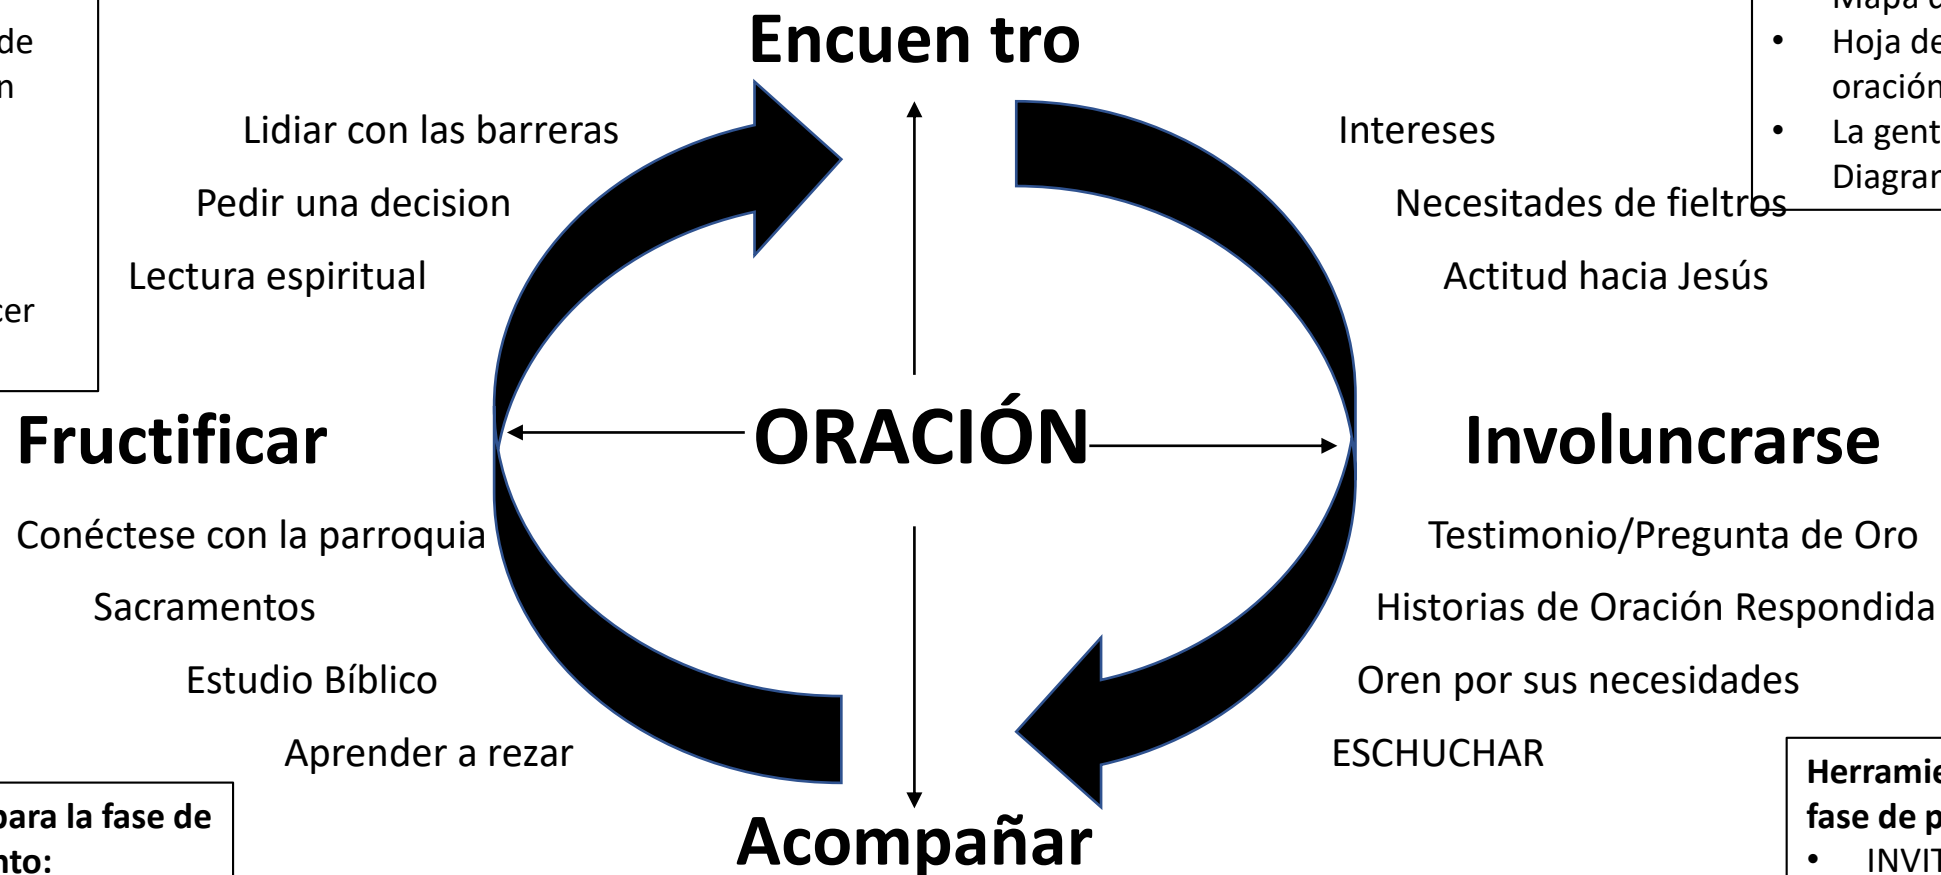 de
n
cer
Encuen tro
Mapa d
Hoja de
oración
La gent
Diagran
Lidiar con las barreras
Pedir una decision
Lectura espiritual
Intereses
Necesitades de fieltros
Actitud hacia Jesús
Fructificar
ORACIÓN
Involuncrarse
Conéctese con la parroquia
Sacramentos
Estudio Bíblico
Aprender a rezar
Testimonio/Pregunta de Oro
Historias de Oración Respondida
Oren por sus necesidades
ESCHUCHAR
Acompañar
para la fase de
nto:
Herramie
fase de p
INVIT